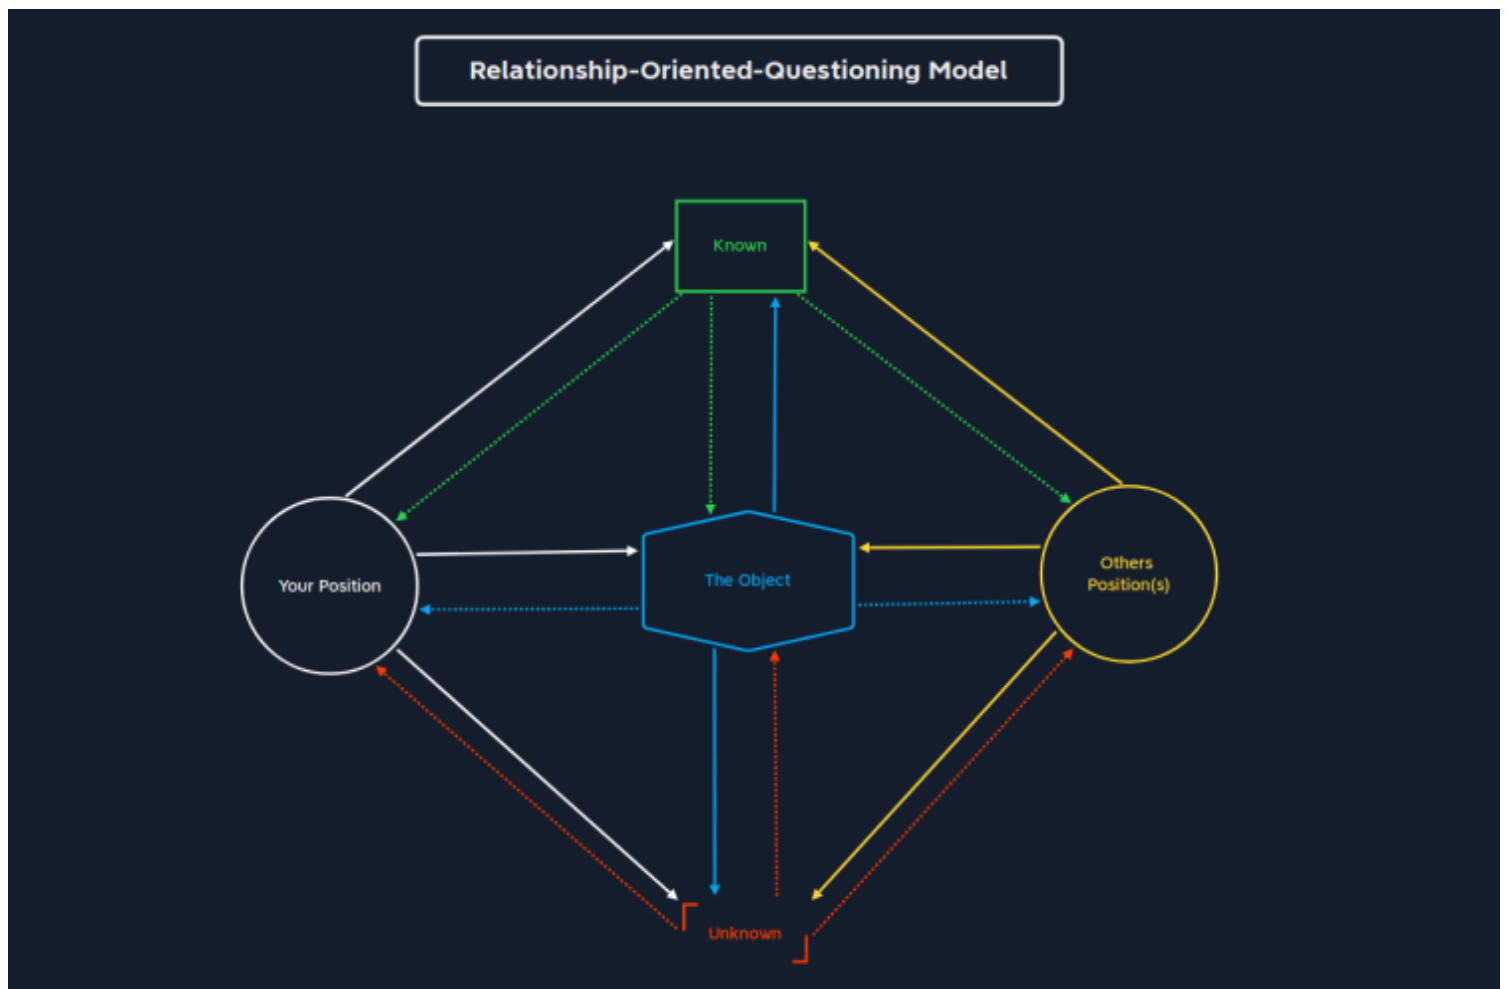 Relationship-Oriented-Questioning Model
Known
Your Position
The Object
Others
Position(s)
Unknown